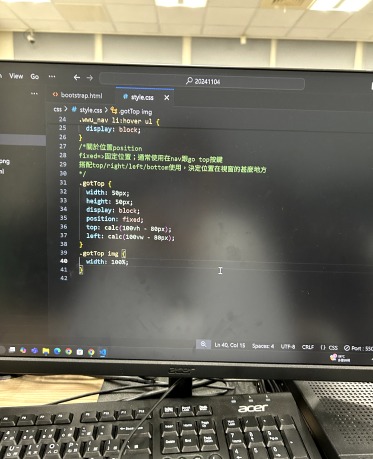 View Go ...
20241104
bootstrap.html
# style.css
css > # style.css > .gotTop img
24 .wwu_nav li:hover ul {
25 display: block;
26 }
27 /*關於位置position
28 fixed=>固定位置；通常使用在nav跟go top按鍵
29 搭配top/right/left/bottom使用，決定位置在視窗的甚麼地方
30 */
31 .gotTop {
32 width: 50px;
33 height: 50px;
34 display: block;
35 position: fixed;
36 top: calc(100vh - 80px);
37 left: calc(100vw - 80px);
38 }
39 .gotTop img {
40 width: 100%;
41 }
42
ong
ml
Ln 40, Col 15 Spaces: 4 UTF-8 CRLF {} CSS Port : 550
acer